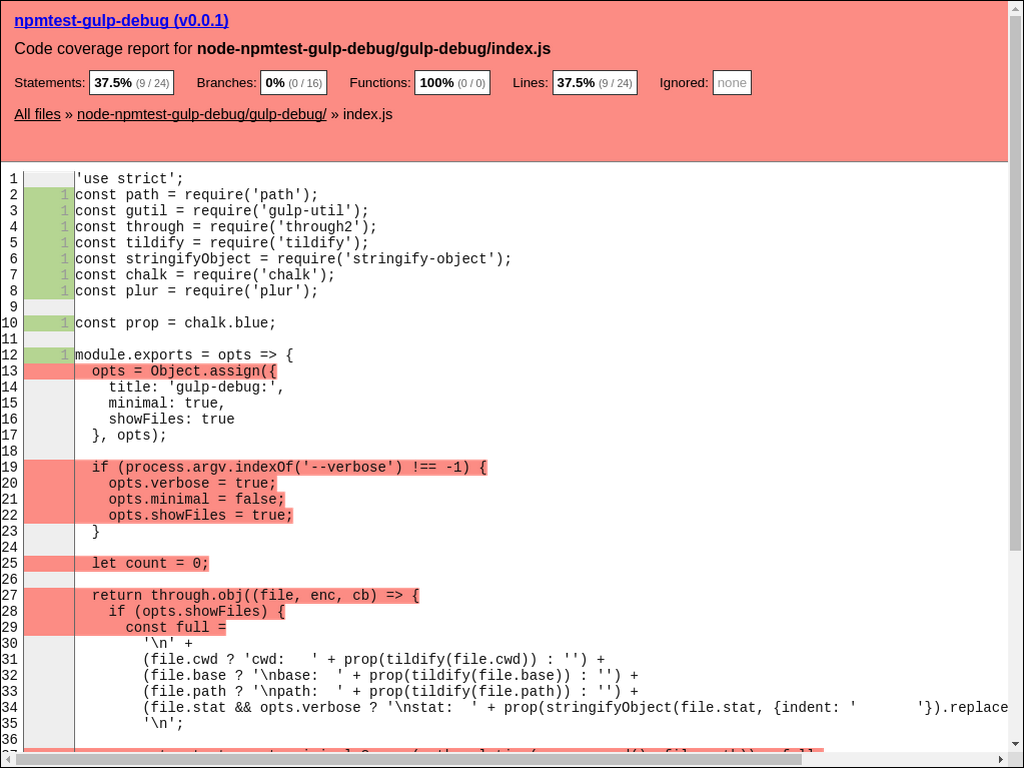 npmtest-gulp-debug (v0.0.1)
Code coverage report for node-npmtest-gulp-debug/gulp-debug/index.js
Statements: 37.5% (9 / 24) Branches: 0% (0 / 16) Functions: 100% (0 / 0) Lines: 37.5% (9 / 24) Ignored: none
All files » node-npmtest-gulp-debug/gulp-debug/ » index.js
1 'use strict';
2 1 const path = require('path');
3 1 const gutil = require('gulp-util');
4 1 const through = require('through2');
5 1 const tildify = require('tildify');
6 1 const stringifyObject = require('stringify-object');
7 1 const chalk = require('chalk');
8 1 const plur = require('plur');
9
10 1 const prop = chalk.blue;
11
12 1 module.exports = opts => {
13 opts = Object.assign({
14 title: 'gulp-debug:',
15 minimal: true,
16 showFiles: true
17 }, opts);
18
19 if (process.argv.indexOf('--verbose') !== -1) {
20 opts.verbose = true;
21 opts.minimal = false;
22 opts.showFiles = true;
23 }
24
25 let count = 0;
26
27 return through.obj((file, enc, cb) => {
28 if (opts.showFiles) {
29 const full =
30 '\n' +
31 (file.cwd ? 'cwd:   ' + prop(tildify(file.cwd)) : '') +
32 (file.base ? '\nbase:  ' + prop(tildify(file.base)) : '') +
33 (file.path ? '\npath:  ' + prop(tildify(file.path)) : '') +
34 (file.stat && opts.verbose ? '\nstat:  ' + prop(stringifyObject(file.stat, {indent: '       '}).replace
35 '\n';
36